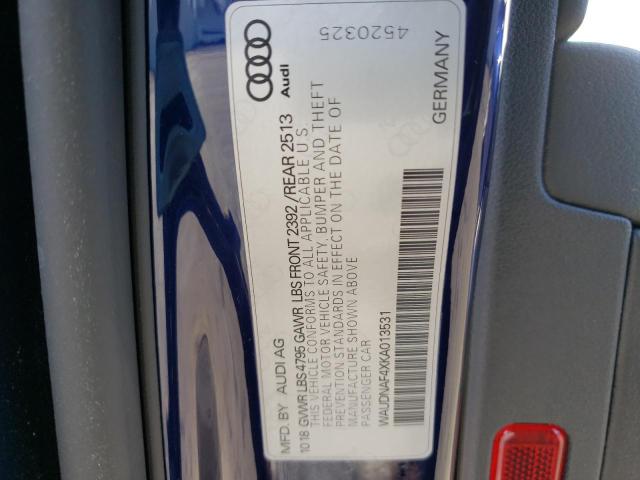 4520325
Audi
MFD. BY AUDI AG GERMANY
1018 GVWR LBS 4795 GAWR LBS FRONT 2392 / REAR 2513
THIS VEHICLE CONFORMS TO ALL APPLICABLE U S
FEDERAL MOTOR VEHICLE SAFETY, BUMPER AND THEFT
PREVENTION STANDARDS IN EFFECT ON THE DATE OF
MANUFACTURE SHOWN ABOVE
PASSENGER CAR
WAUDNAF4XKA013531